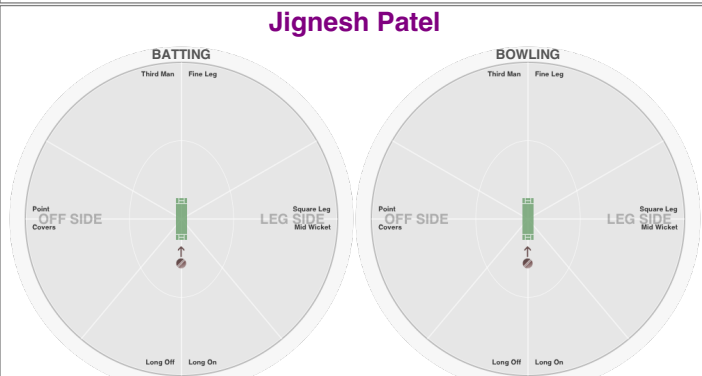 Jignesh Patel
BATTING
Third Man Fine Leg
Point
OFF SIDE
Covers
Square Leg
LEG SIDE
Mid Wicket
Long Off Long On
BOWLING
Third Man Fine Leg
Point
OFF SIDE
Covers
Square Leg
LEG SIDE
Mid Wicket
Long Off Long On